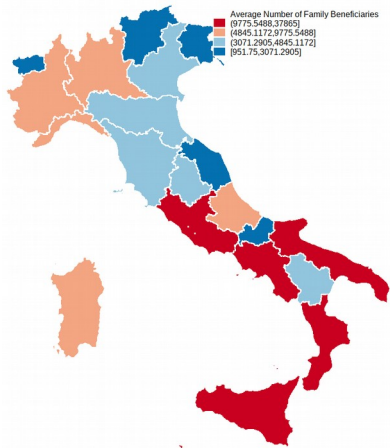 Average Number of Family Beneficiaries
(9775.5488,37865]
(4845.1172,9775.5488]
(3071.2905,4845.1172]
[951.75,3071.2905]